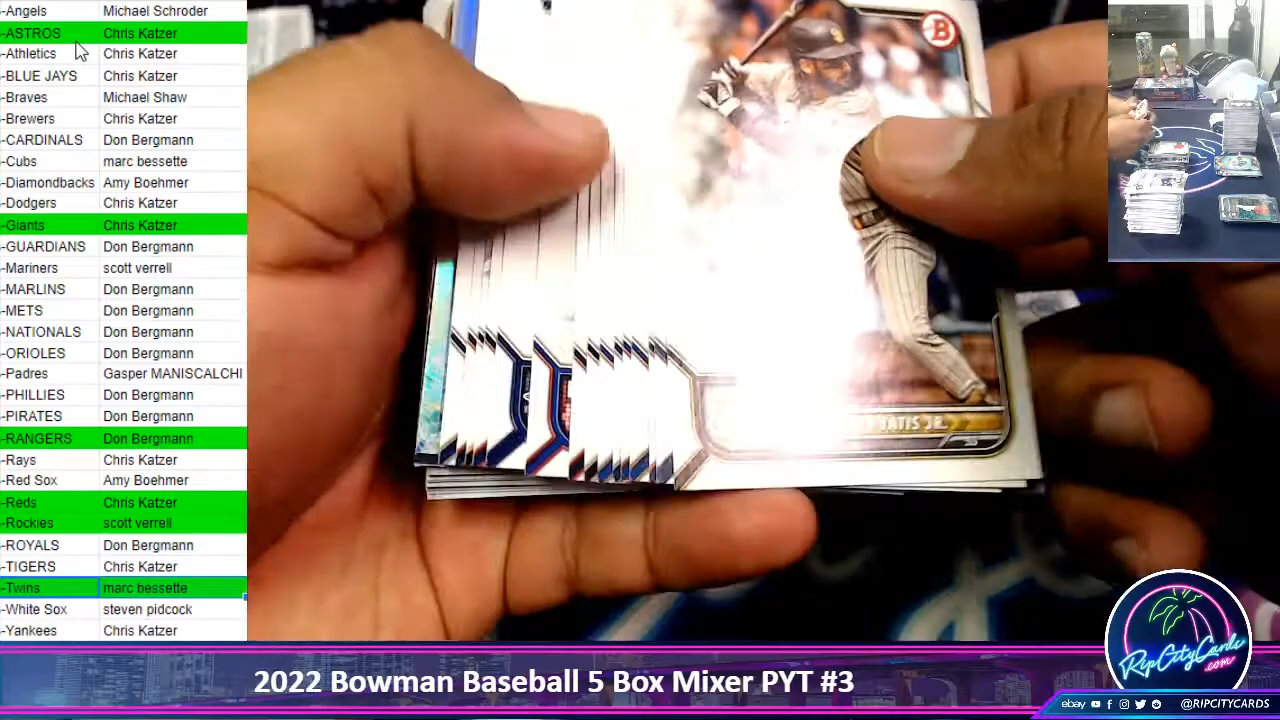 -Angels Michael Schroder
-ASTROS Chris Katzer
-Athletics Chris Katzer
-BLUE JAYS Chris Katzer
-Braves Michael Shaw
-Brewers Chris Katzer
-CARDINALS Don Bergmann
-Cubs marc bessette
-Diamondbacks Amy Boehmer
-Dodgers Chris Katzer
-Giants Chris Katzer
-GUARDIANS Don Bergmann
-Mariners scott verrell
-MARLINS Don Bergmann
-METS Don Bergmann
-NATIONALS Don Bergmann
-ORIOLES Don Bergmann
-Padres Gasper MANISCALCHI
-PHILLIES Don Bergmann
-PIRATES Don Bergmann
-RANGERS Don Bergmann
-Rays Chris Katzer
-Red Sox Amy Boehmer
-Reds Chris Katzer
-Rockies scott verrell
-ROYALS Don Bergmann
-TIGERS Chris Katzer
-Twins marc bessette
-White Sox steven pidcock
-Yankees Chris Katzer
B
TATIS JR.
2022 Bowman Baseball 5 Box Mixer PYT #3
RipCityCards
.com
ebay @RIPCITYCARDS